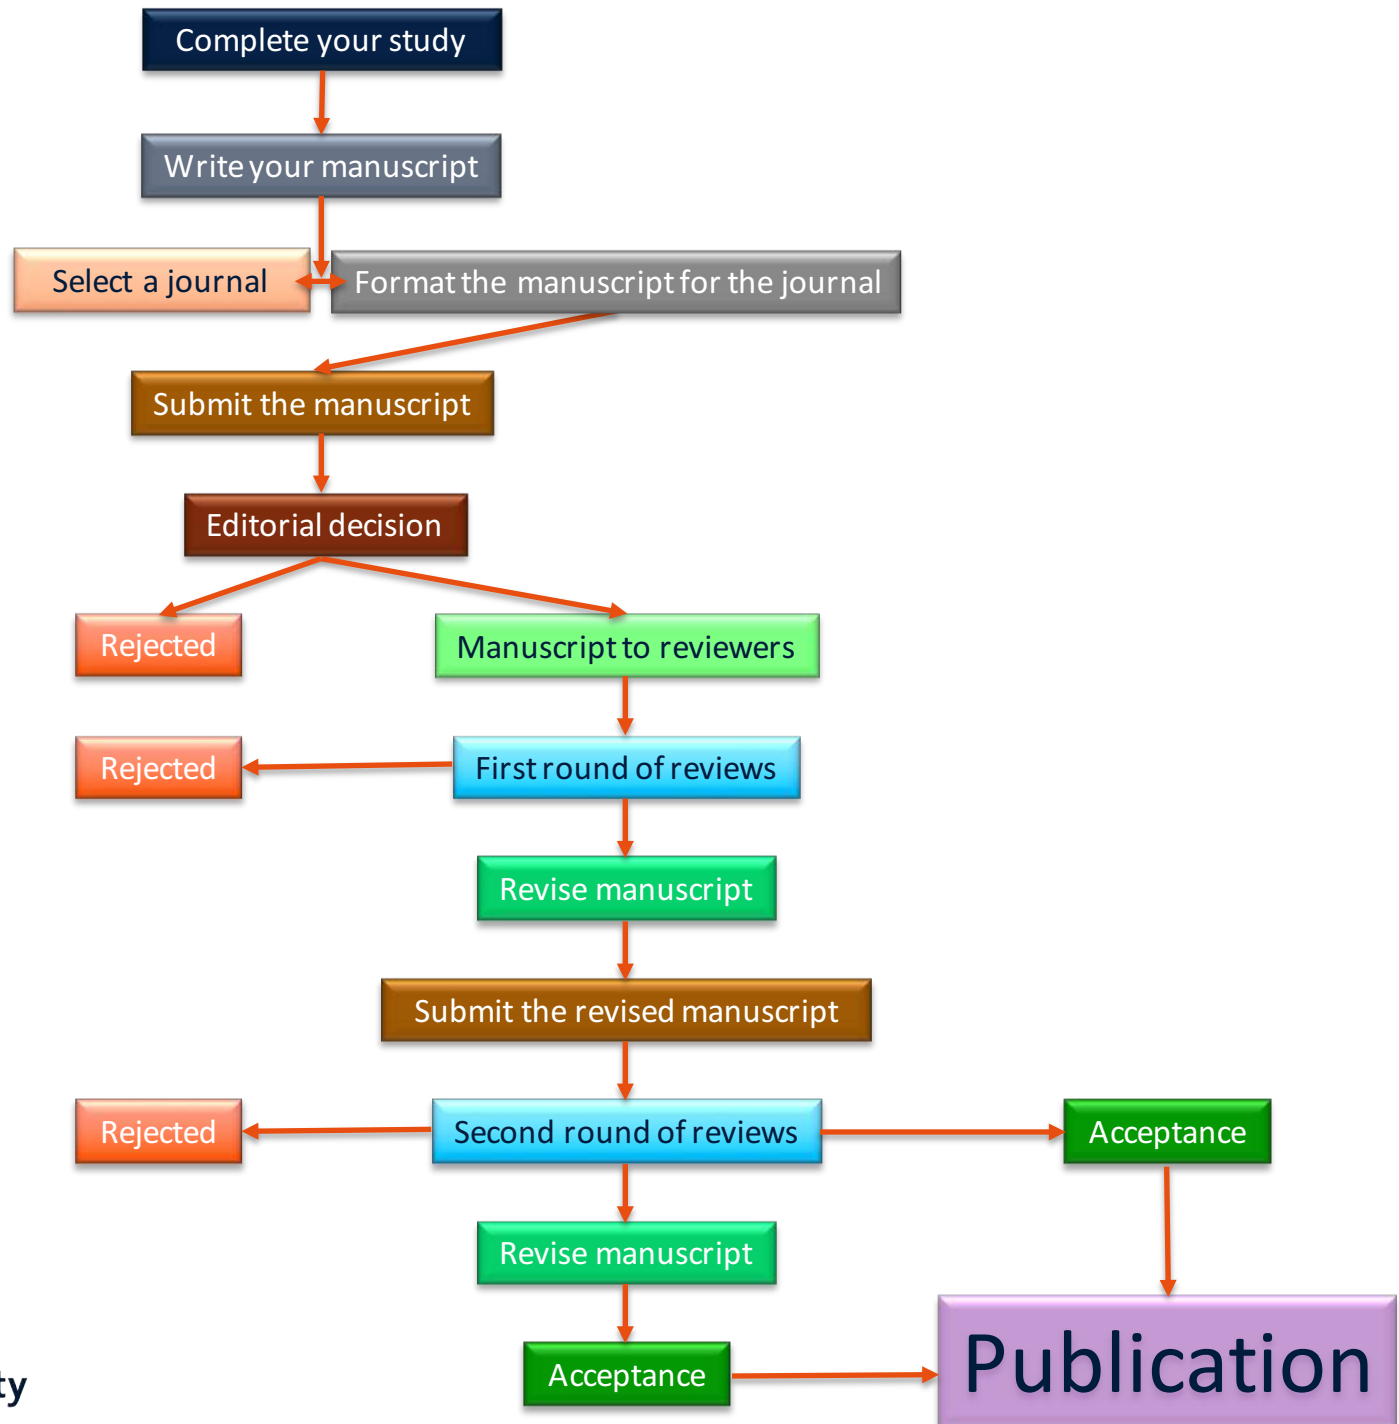 Complete your study
Write your manuscript
Select a journal
Format the manuscript for the journal
Submit the manuscript
Editorial decision
Rejected
Manuscript to reviewers
Rejected
First round of reviews
Revise manuscript
Submit the revised manuscript
Rejected
Second round of reviews
Acceptance
Revise manuscript
Publication
Acceptance
ty